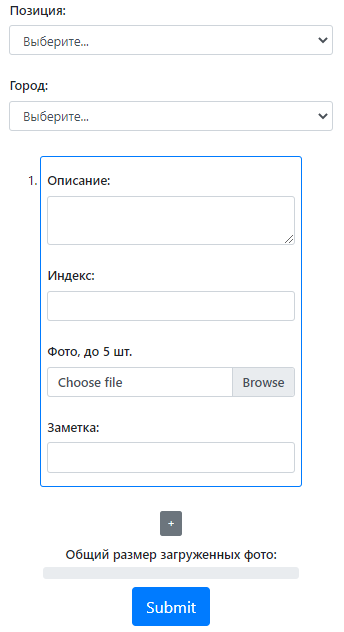 Позиция:
Выберите...
Город:
Выберите...
1. Описание:
Индекс:
Фото, до 5 шт.
Choose file Browse
Заметка:
+
Общий размер загруженных фото:
Submit